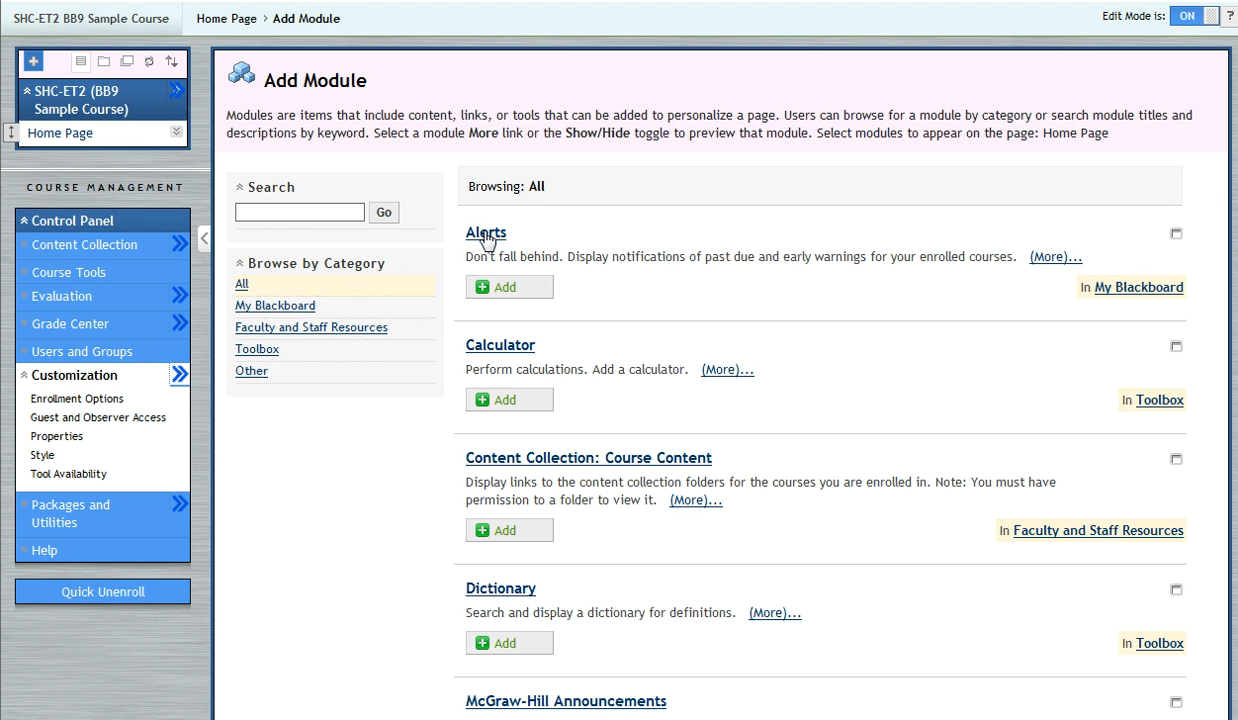 SHC-ET2 BB9 Sample Course
Home Page > Add Module
Edit Mode is: ON ?
SHC-ET2 (BB9
Sample Course)
Home Page
COURSE MANAGEMENT
Control Panel
Content Collection
Course Tools
Evaluation
Grade Center
Users and Groups
Customization
Enrollment Options
Guest and Observer Access
Properties
Style
Tool Availability
Packages and
Utilities
Help
Quick Unenroll
Add Module
Modules are items that include content, links, or tools that can be added to personalize a page. Users can browse for a module by category or search module titles and
descriptions by keyword. Select a module More link or the Show/Hide toggle to preview that module. Select modules to appear on the page: Home Page
Search
Go
Browse by Category
All
My Blackboard
Faculty and Staff Resources
Toolbox
Other
Browsing: All
Alerts
Don't fall behind. Display notifications of past due and early warnings for your enrolled courses. (More)...
Add
In My Blackboard
Calculator
Perform calculations. Add a calculator. (More)...
Add
In Toolbox
Content Collection: Course Content
Display links to the content collection folders for the courses you are enrolled in. Note: You must have
permission to a folder to view it. (More)...
Add
In Faculty and Staff Resources
Dictionary
Search and display a dictionary for definitions. (More)...
Add
In Toolbox
McGraw-Hill Announcements